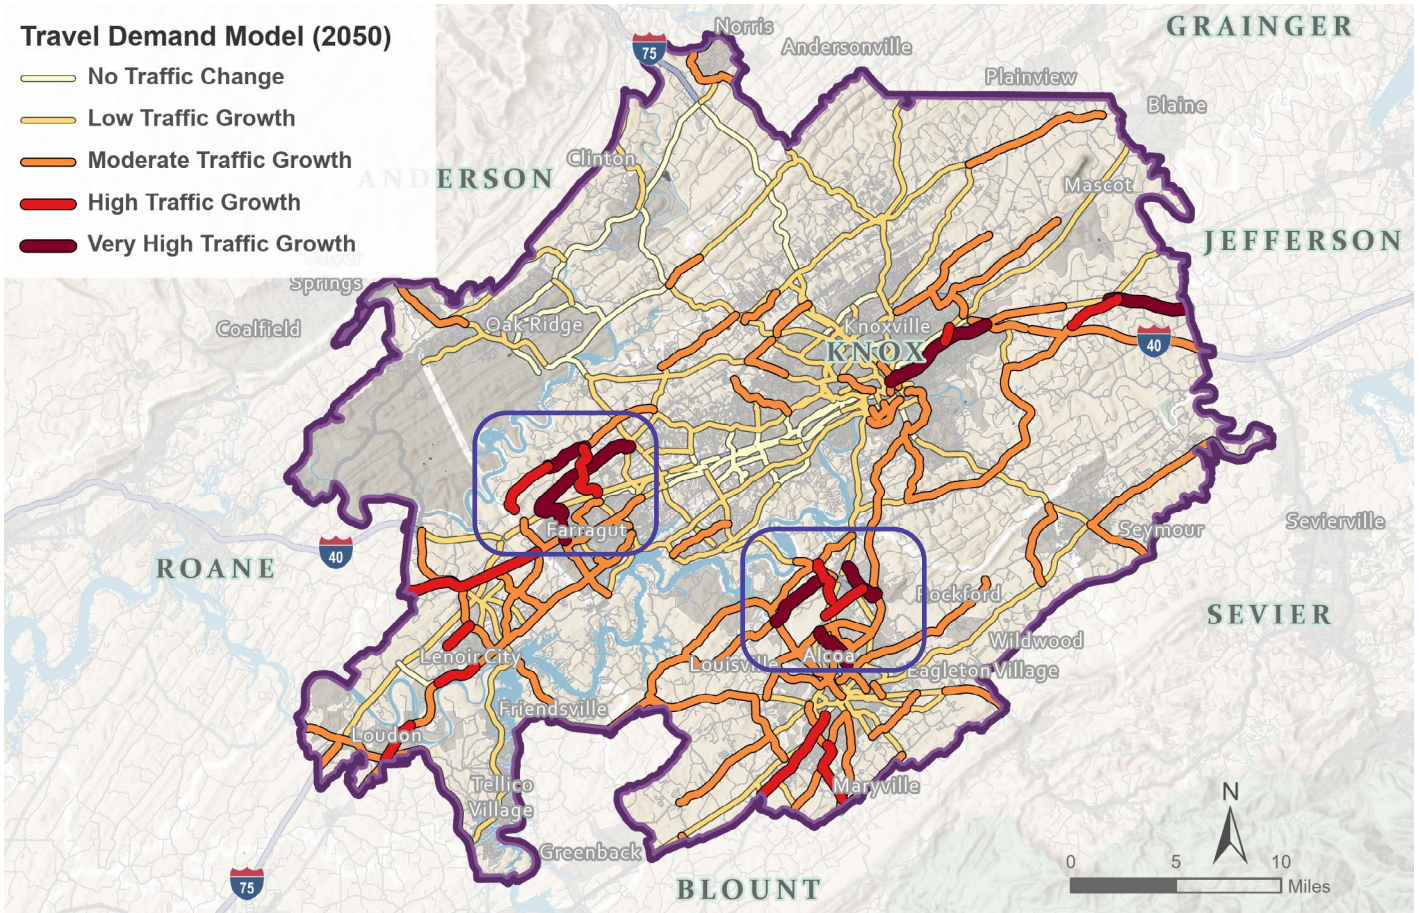 Travel Demand Model (2050)
No Traffic Change
Low Traffic Growth
Moderate Traffic Growth
High Traffic Growth
Very High Traffic Growth
Norris
75
Andersonville
GRAINGER
Plainview
Blaine
Clinton
ANDERSON
Mascot
JEFFERSON
Oliver
Springs
Coalfield
Oak Ridge
Knoxville
KNOX
40
Farragut
Seymour
Sevierville
40
ROANE
Rockford
SEVIER
Wildwood
Lenoir City
Louisville
Alcoa
Eagleton Village
Friendsville
Loudon
Tellico
Village
Maryville
Greenback
75
BLOUNT
N
0 5 10
Miles